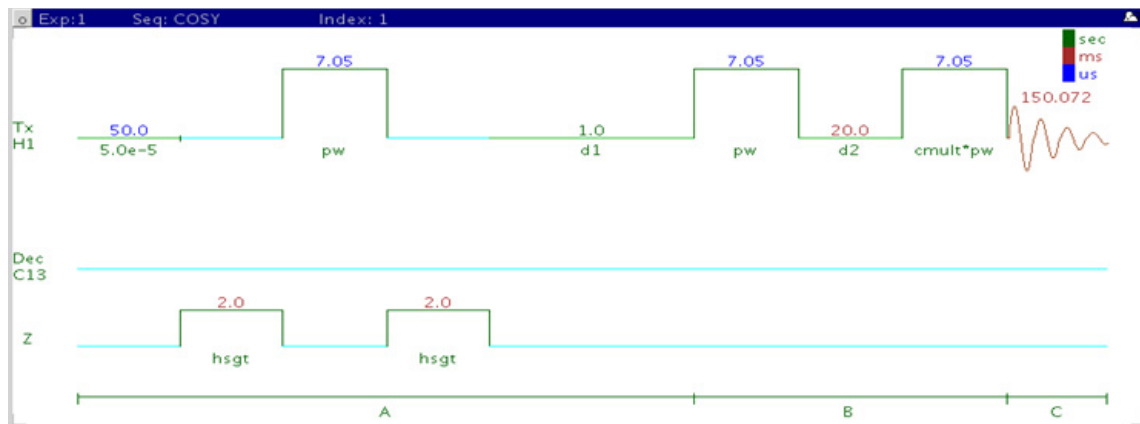 o Exp:1 Seq: COSY Index: 1
sec
ms
us
7.05 7.05 7.05
150.072
Tx
H1
50.0 1.0 20.0
5.0e-5 pw d1 pw d2 cmult*pw
Dec
C13
2.0 2.0
Z
hsgt hsgt
A B C